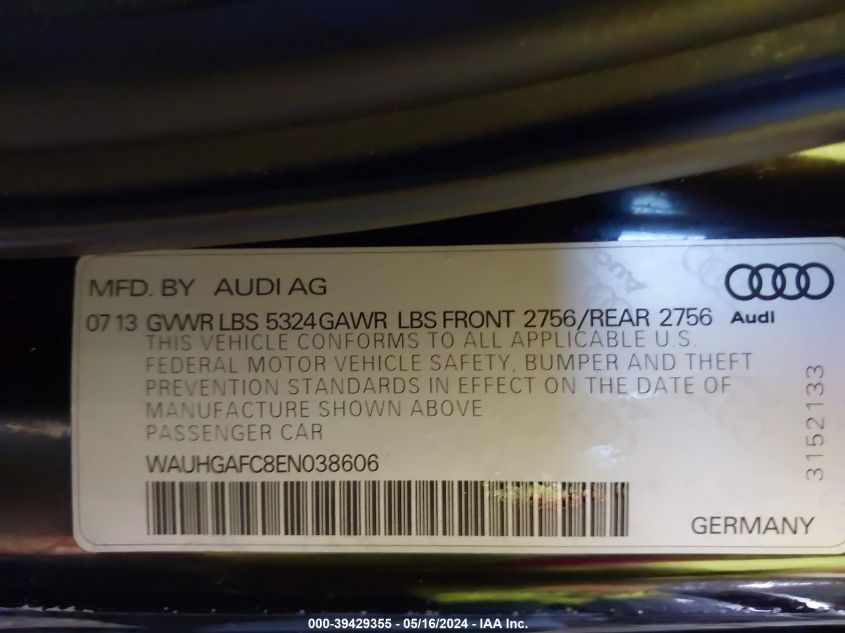 MFD. BY AUDI AG
07 13 GVWR LBS 5324 GAWR LBS FRONT 2756/REAR 2756
Audi
THIS VEHICLE CONFORMS TO ALL APPLICABLE U.S.
FEDERAL MOTOR VEHICLE SAFETY, BUMPER AND THEFT
PREVENTION STANDARDS IN EFFECT ON THE DATE OF
MANUFACTURE SHOWN ABOVE
PASSENGER CAR
WAUHGAFC8EN038606
3152133
GERMANY
000-39429355 - 05/16/2024 - IAA Inc.